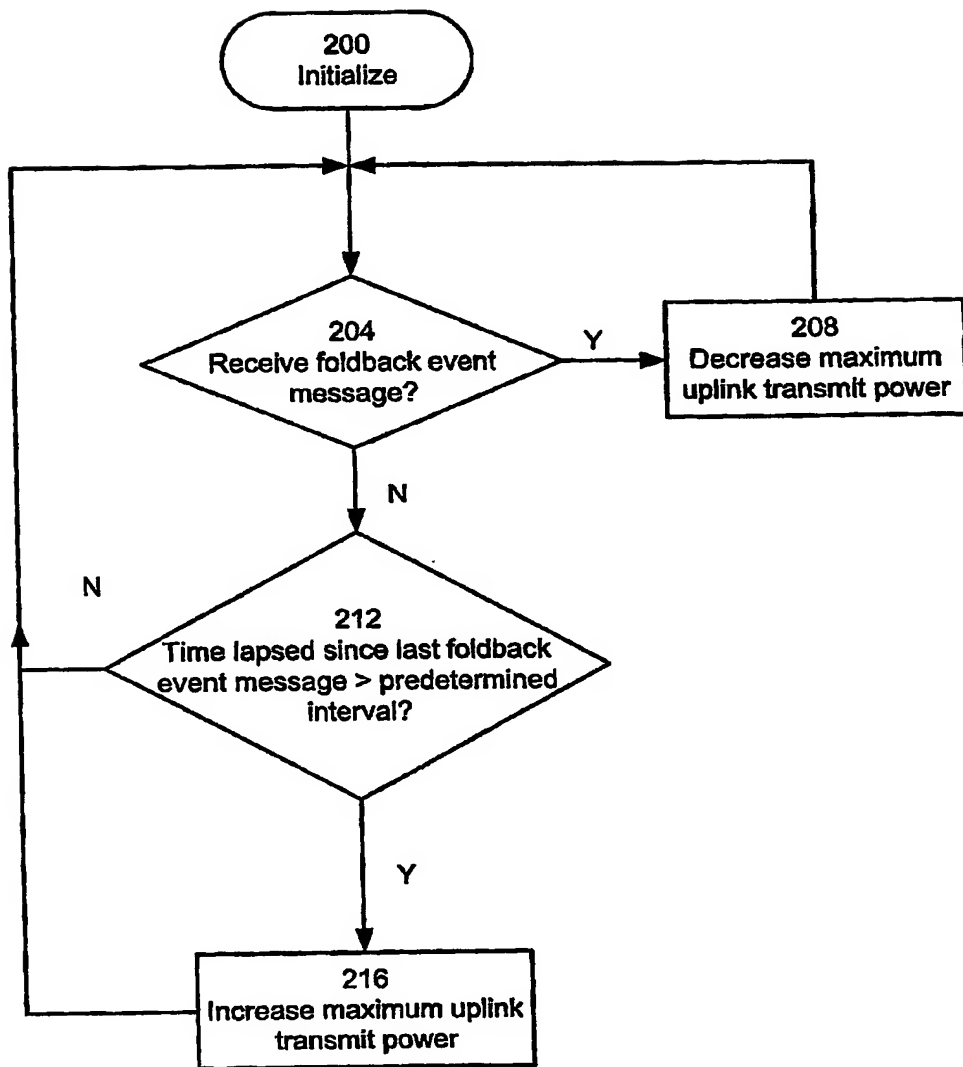 200
Initialize
204
Receive foldback event
message?
Y
208
Decrease maximum
uplink transmit power
N
N
212
Time lapsed since last foldback
event message > predetermined
interval?
Y
216
Increase maximum uplink
transmit power